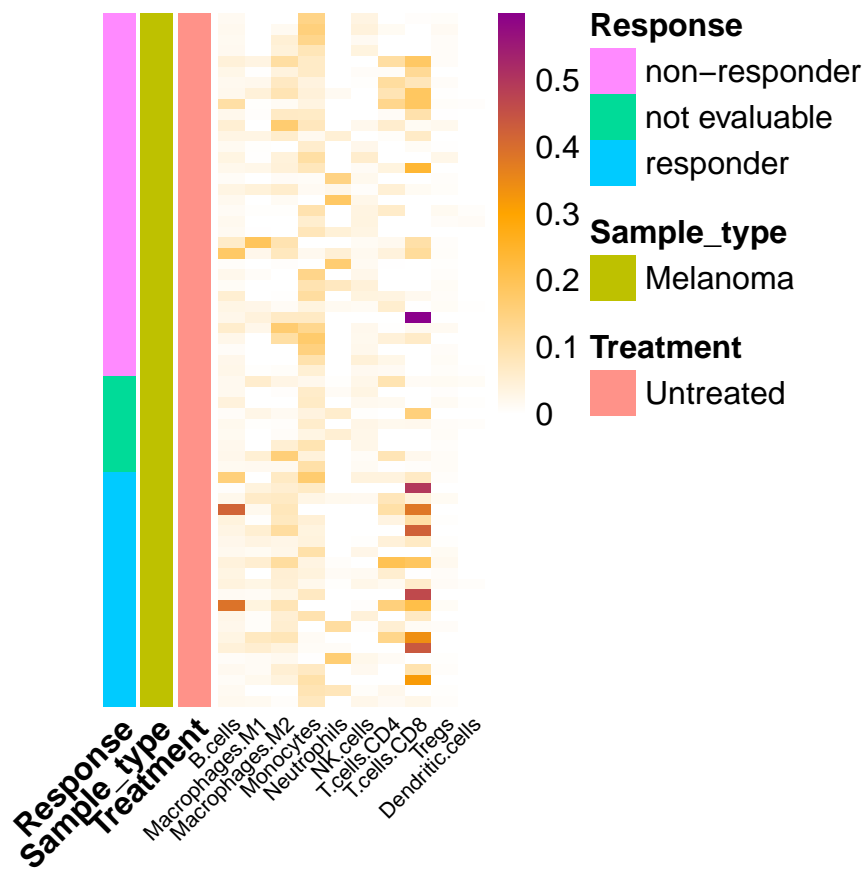 Response
non−responder
not evaluable
responder
Sample_type
Melanoma
Treatment
Untreated
0.5
0.4
0.3
0.2
0.1
0
Response
Sample_type
Treatment
B.cells
Macrophages.M1
Macrophages.M2
Monocytes
Neutrophils
NK.cells
T.cells.CD4
T.cells.CD8
Tregs
Dendritic.cells